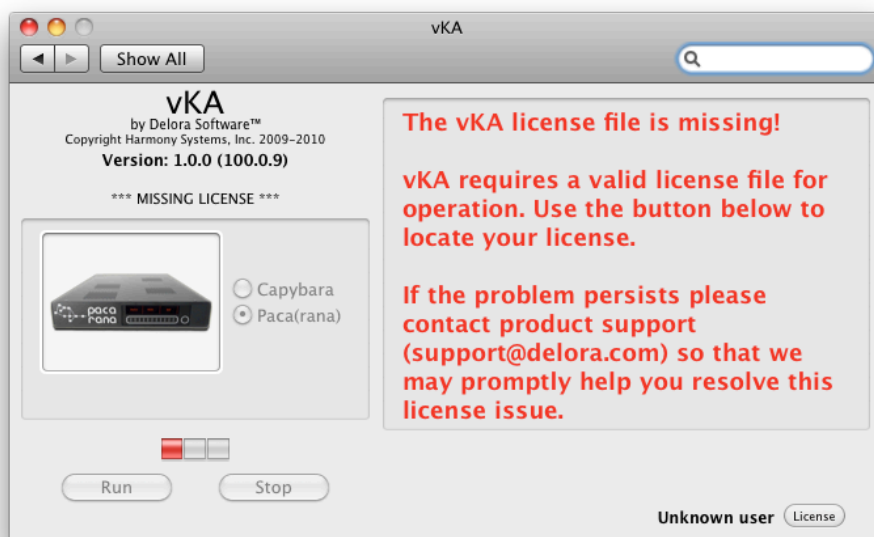 vKA
Show All
vKA
by Delora Software™
Copyright Harmony Systems, Inc. 2009-2010
Version: 1.0.0 (100.0.9)
*** MISSING LICENSE ***
paca
rana
Capybara
Paca(rana)
Run
Stop
The vKA license file is missing!
vKA requires a valid license file for
operation. Use the button below to
locate your license.
If the problem persists please
contact product support
(support@delora.com) so that we
may promptly help you resolve this
license issue.
Unknown user
License